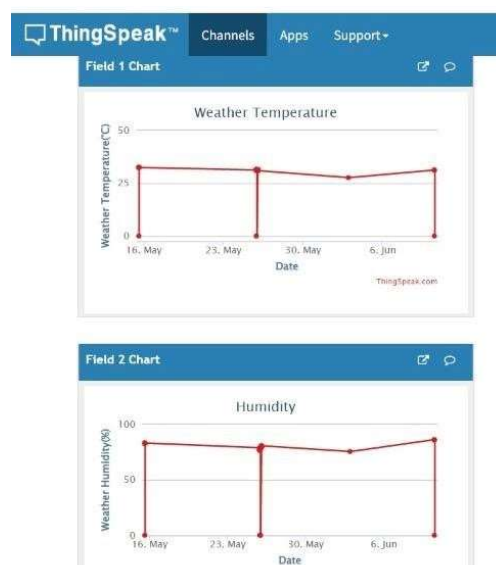 ThingSpeak™ Channels Apps Support
Field 1 Chart
Weather Temperature
Weather Temperature(°C)
50
25
0
16. May 23. May 30. May 6. Jun
Date
ThingSpeak.com
Field 2 Chart
Humidity
Weather Humidity(%)
100
50
0
16. May 23. May 30. May 6. Jun
Date